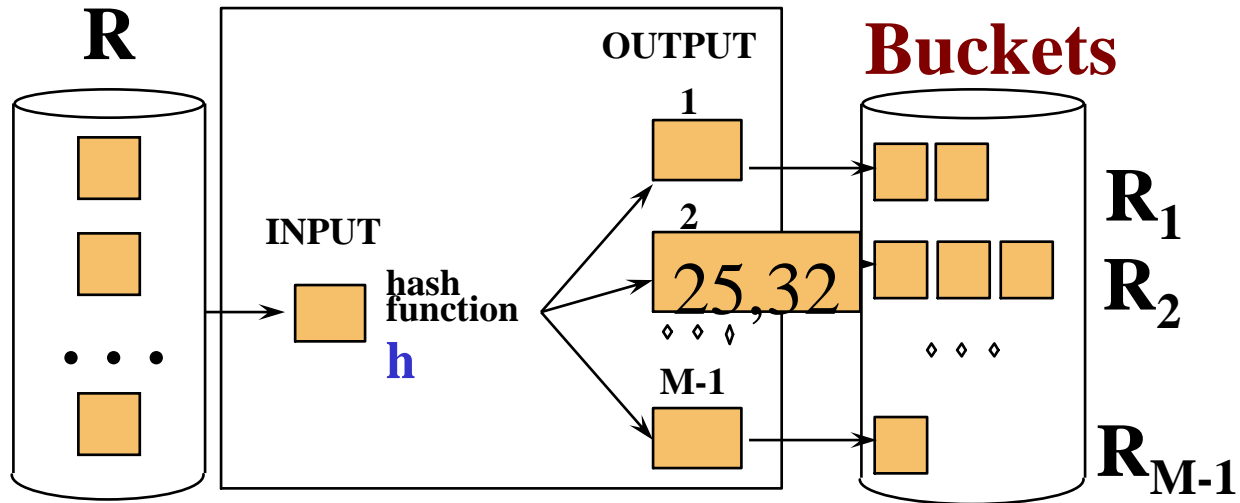 R
OUTPUT
Buckets
1
INPUT
hash
function
h
2
25,32
M-1
R1
R2
RM-1